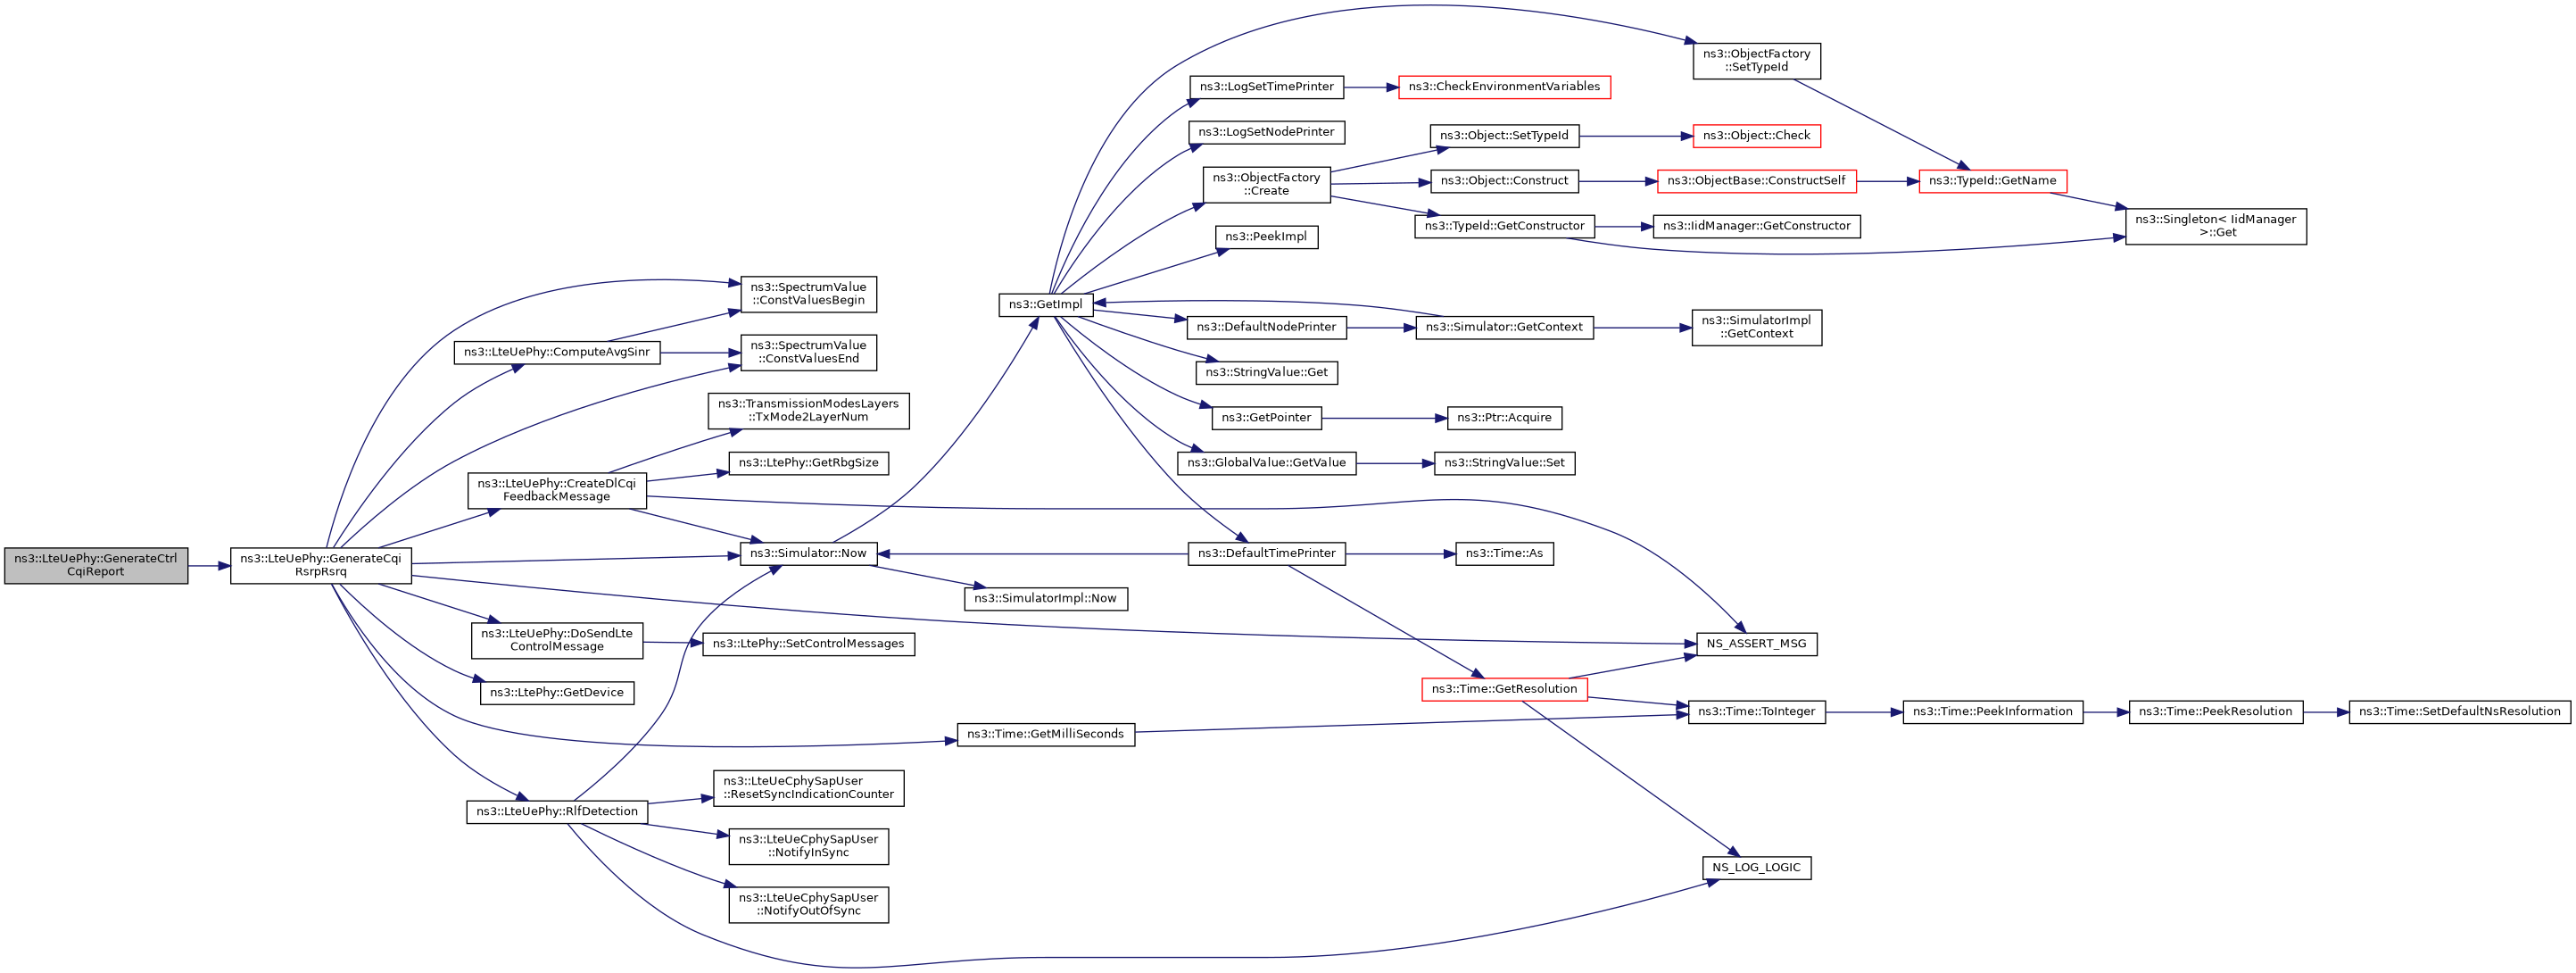 ns3::LteUePhy::GenerateCtrl
CqiReport
ns3::LteUePhy::GenerateCqi
RsrpRsrq
ns3::SpectrumValue
::ConstValuesBegin
ns3::LteUePhy::ComputeAvgSinr
ns3::SpectrumValue
::ConstValuesEnd
ns3::TransmissionModesLayers
::TxMode2LayerNum
ns3::LtePhy::GetRbgSize
ns3::LteUePhy::CreateDlCqi
FeedbackMessage
ns3::Simulator::Now
ns3::SimulatorImpl::Now
ns3::LteUePhy::DoSendLte
ControlMessage
ns3::LtePhy::SetControlMessages
ns3::LtePhy::GetDevice
ns3::Time::GetMilliSeconds
ns3::LteUePhy::RlfDetection
ns3::LteUeCphySapUser
::ResetSyncIndicationCounter
ns3::LteUeCphySapUser
::NotifyInSync
ns3::LteUeCphySapUser
::NotifyOutOfSync
ns3::GetImpl
ns3::LogSetTimePrinter
ns3::CheckEnvironmentVariables
ns3::LogSetNodePrinter
ns3::ObjectFactory
::Create
ns3::PeekImpl
ns3::DefaultNodePrinter
ns3::StringValue::Get
ns3::GetPointer
ns3::GlobalValue::GetValue
ns3::DefaultTimePrinter
ns3::Object::SetTypeId
ns3::Object::Construct
ns3::TypeId::GetConstructor
ns3::Simulator::GetContext
ns3::Ptr::Acquire
ns3::StringValue::Set
ns3::Time::As
ns3::Time::GetResolution
ns3::ObjectFactory
::SetTypeId
ns3::Object::Check
ns3::ObjectBase::ConstructSelf
ns3::IidManager::GetConstructor
ns3::SimulatorImpl
::GetContext
NS_ASSERT_MSG
ns3::Time::ToInteger
NS_LOG_LOGIC
ns3::TypeId::GetName
ns3::Singleton< IidManager
>::Get
ns3::Time::PeekInformation
ns3::Time::PeekResolution
ns3::Time::SetDefaultNsResolution